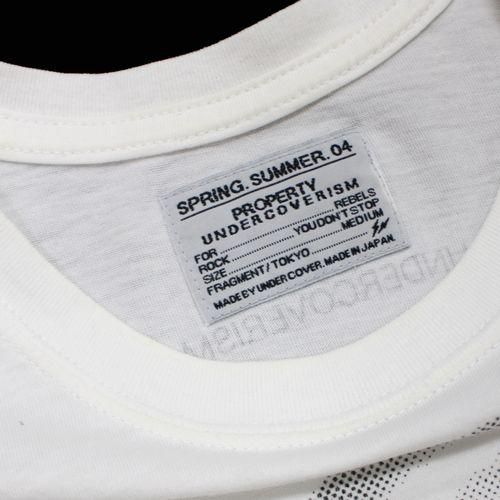 SPRING. SUMMER. 04
PROPERTY
UNDERCOVERISM
FOR REBELS
ROCK YOU DON'T STOP
SIZE MEDIUM
FRAGMENT/TOKYO
MADE BY UNDER COVER. MADE IN JAPAN.
UNDERCOVERISM